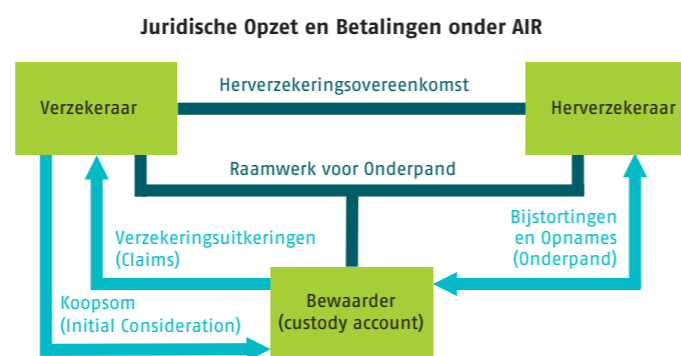 Juridische Opzet en Betalingen onder AIR
Herverzekeringsovereenkomst
Verzekeraar
Herverzekeraar
Raamwerk voor Onderpand
Verzekeringsuitkeringen
(Claims)
Bijstortingen
en Opnames
(Onderpand)
Koopsom
(Initial Consideration)
Bewaarder
(custody account)